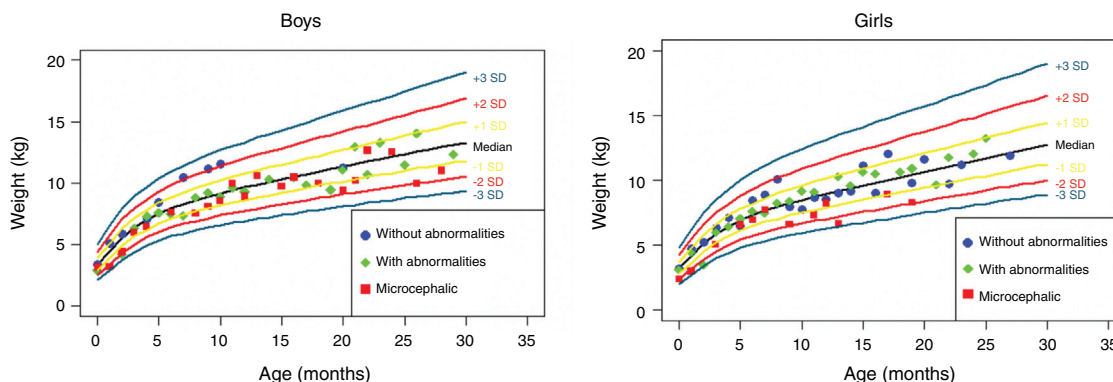 Boys
Weight (kg)
20
15
10
5
0
+3 SD
+2 SD
+1 SD
Median
-1 SD
-2 SD
-3 SD
Without abnormalities
With abnormalities
Microcephalic
0 5 10 15 20 25 30 35
Age (months)
Girls
Weight (kg)
20
15
10
5
0
+3 SD
+2 SD
+1 SD
Median
-1 SD
-2 SD
-3 SD
Without abnormalities
With abnormalities
Microcephalic
0 5 10 15 20 25 30 35
Age (months)